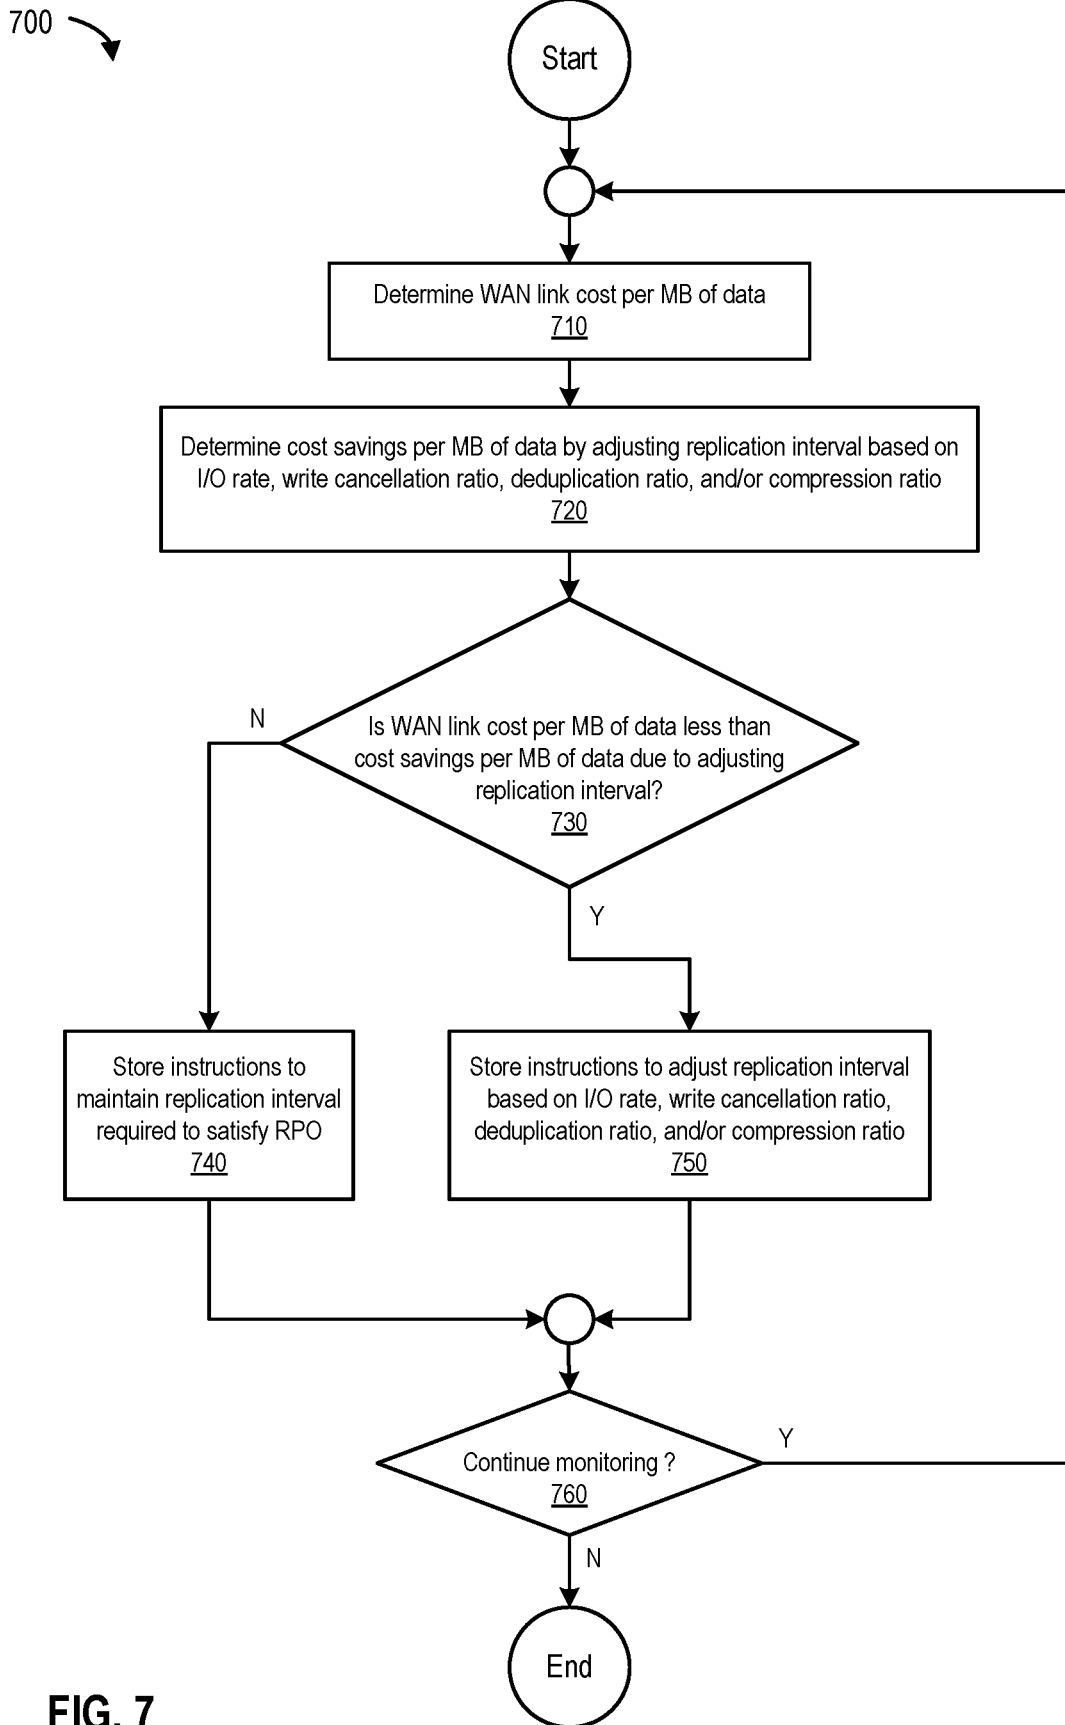 700
Start
Determine WAN link cost per MB of data
710
Determine cost savings per MB of data by adjusting replication interval based on
I/O rate, write cancellation ratio, deduplication ratio, and/or compression ratio
720
Is WAN link cost per MB of data less than
cost savings per MB of data due to adjusting
replication interval?
730
N
Y
Store instructions to
maintain replication interval
required to satisfy RPO
740
Store instructions to adjust replication interval
based on I/O rate, write cancellation ratio,
deduplication ratio, and/or compression ratio
750
Continue monitoring ?
760
Y
N
End
FIG. 7